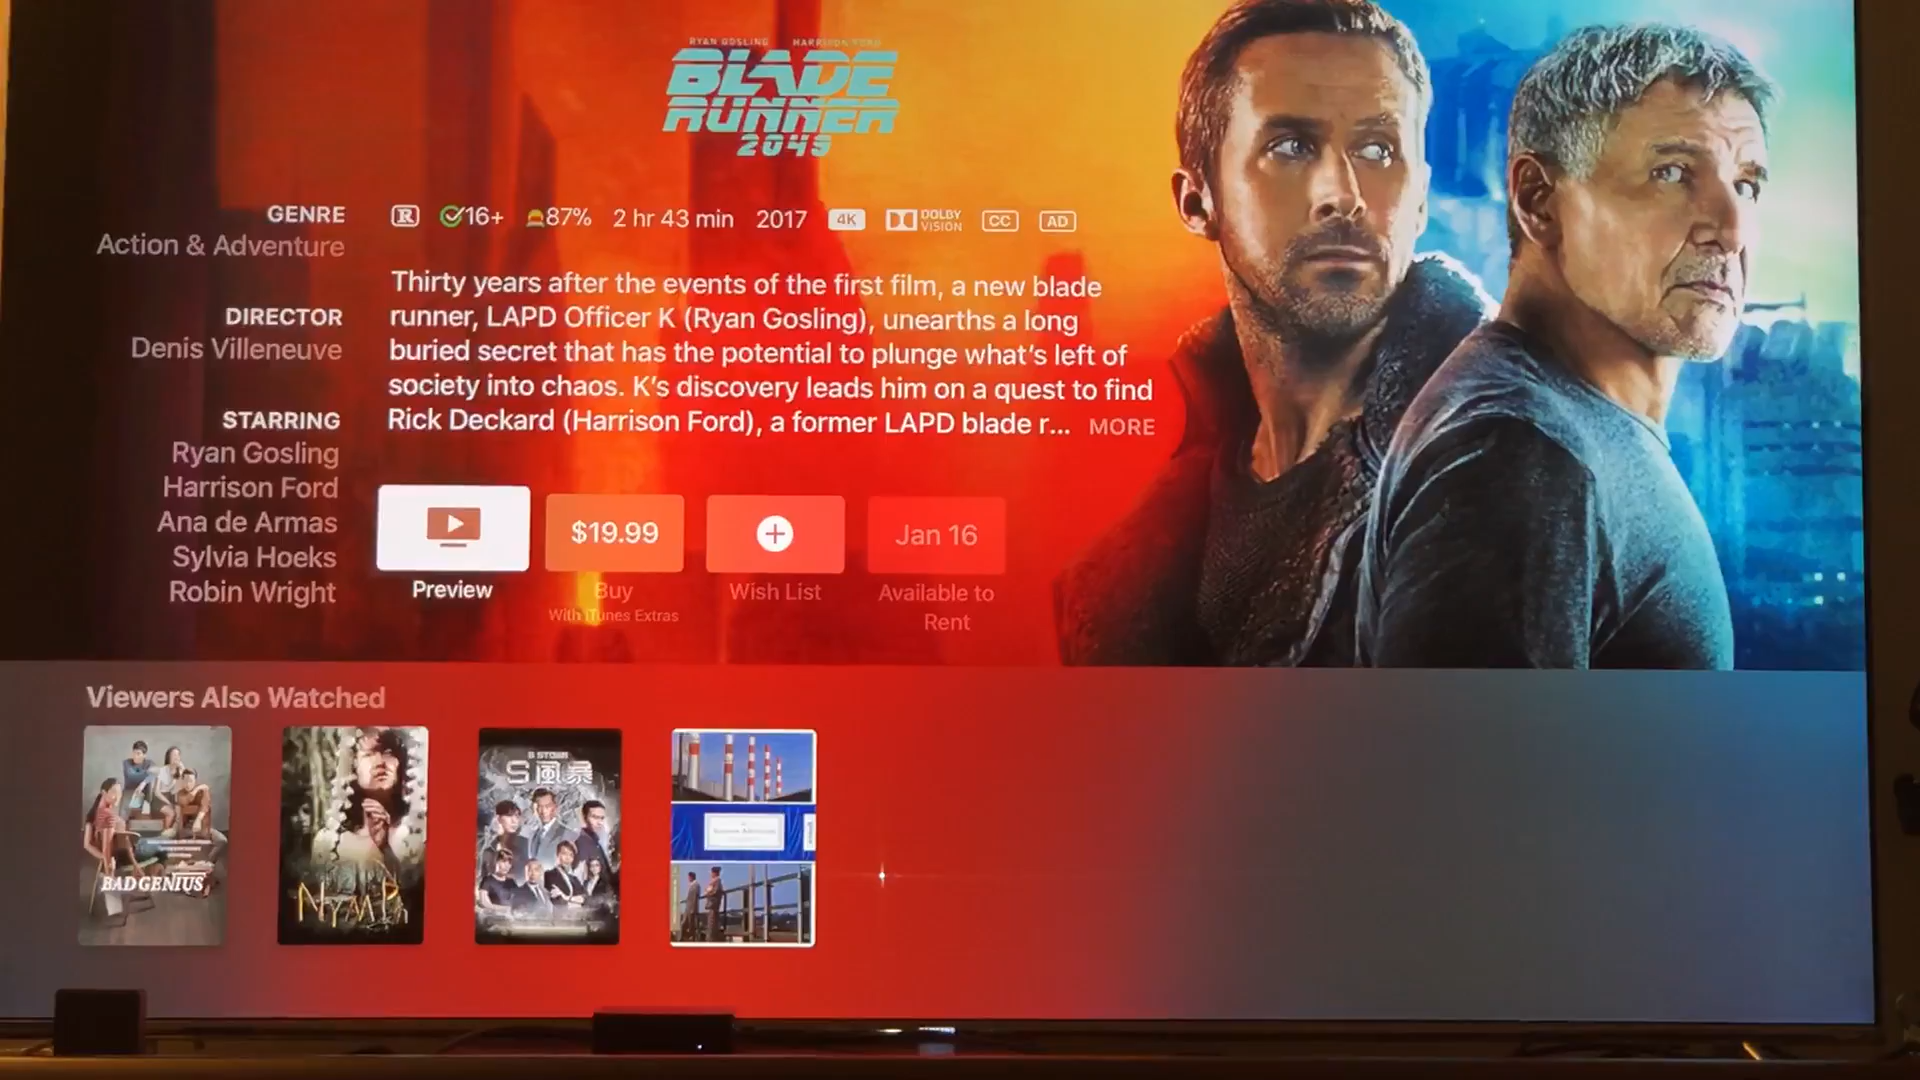 RYAN GOSLING HARRISON FORD
BLADE
RUNNER
2049
GENRE
Action & Adventure
DIRECTOR
Denis Villeneuve
STARRING
Ryan Gosling
Harrison Ford
Ana de Armas
Sylvia Hoeks
Robin Wright
R 16+ 87% 2 hr 43 min 2017 4K DOLBY VISION CC AD
Thirty years after the events of the first film, a new blade
runner, LAPD Officer K (Ryan Gosling), unearths a long
buried secret that has the potential to plunge what's left of
society into chaos. K's discovery leads him on a quest to find
Rick Deckard (Harrison Ford), a former LAPD blade r... MORE
Preview
$19.99
Buy
With iTunes Extras
Wish List
Jan 16
Available to
Rent
Viewers Also Watched
BAD GENIUS
NYMPh
S STORM
S風暴